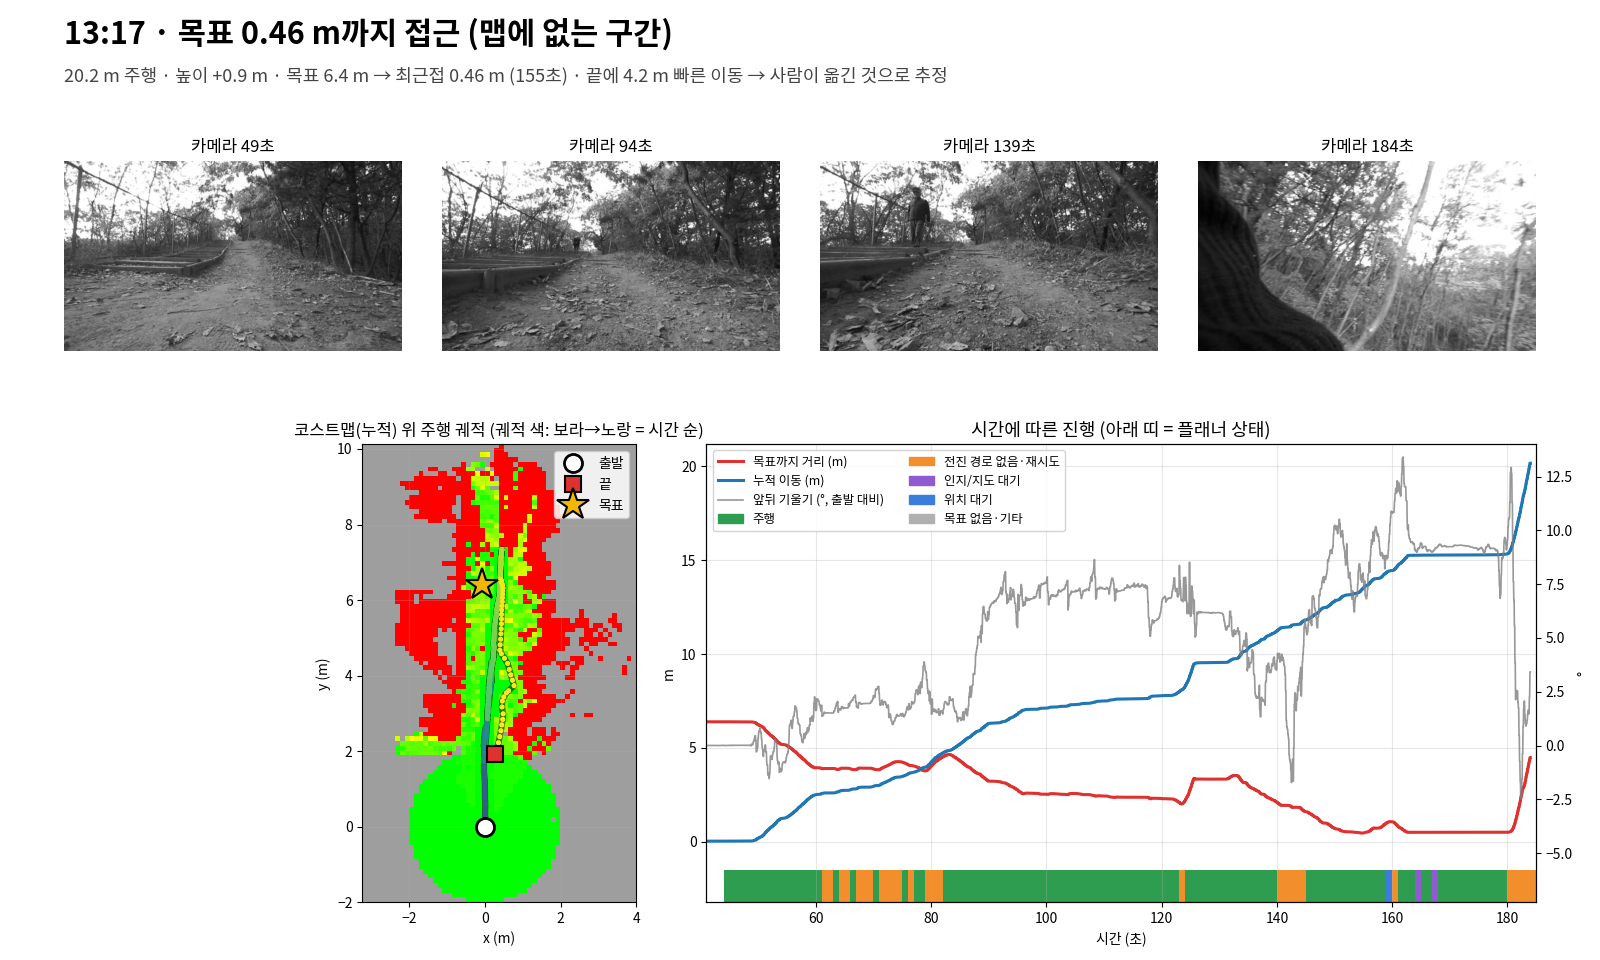 13:17 · 목표 0.46 m까지 접근 (맵에 없는 구간)
20.2 m 주행 · 높이 +0.9 m · 목표 6.4 m → 최근접 0.46 m (155초) · 끝에 4.2 m 빠른 이동 → 사람이 옮긴 것으로 추정
카메라 49초
카메라 94초
카메라 139초
카메라 184초
코스트맵(누적) 위 주행 궤적 (궤적 색: 보라→노랑 = 시간 순)
출발
끝
목표
10
8
6
4
2
0
−2
y (m)
−2
0
2
4
x (m)
시간에 따른 진행 (아래 띠 = 플래너 상태)
목표까지 거리 (m)
누적 이동 (m)
앞뒤 기울기 (°, 출발 대비)
주행
전진 경로 없음·재시도
인지/지도 대기
위치 대기
목표 없음·기타
20
15
10
5
0
m
12.5
10.0
7.5
5.0
2.5
0.0
−2.5
−5.0
°
60
80
100
120
140
160
180
시간 (초)